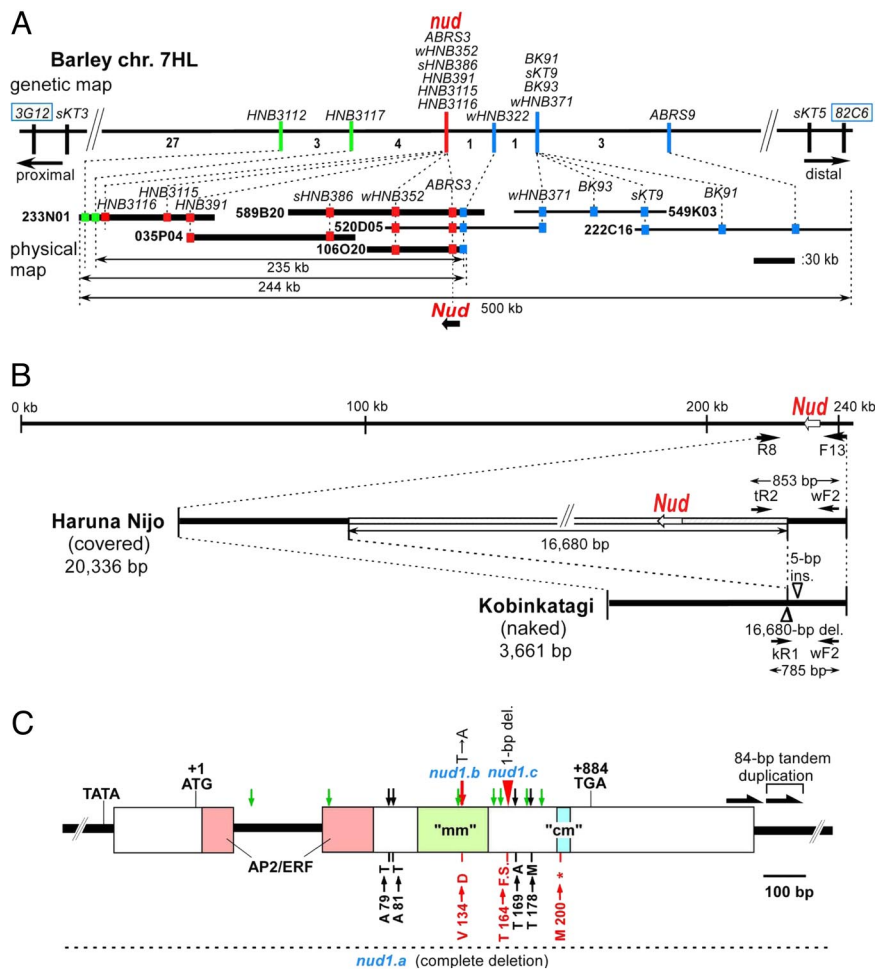 A
nud
ABRS3
wHNB352
sHNB386
HNB391
HNB3115
HNB3116
BK91
sKT9
BK93
wHNB371
Barley chr. 7HL
genetic map
3G12
sKT3
HNB3112
HNB3117
wHNB322
ABRS9
sKT5
82C6
27
3
4
1
1
3
proximal
distal
233N01
HNB3116
HNB3115
HNB391
sHNB386
wHNB352
ABRS3
wHNB371
BK93
sKT9
BK91
589B20
549K03
520D05
222C16
035P04
106O20
physical
map
235 kb
:30 kb
244 kb
500 kb
Nud
B
0 kb
100 kb
200 kb
240 kb
Nud
R8
F13
853 bp
tR2
wF2
Haruna Nijo
(covered)
20,336 bp
Nud
16,680 bp
5-bp
ins.
Kobinkatagi
(naked)
3,661 bp
16,680-bp del.
kR1
wF2
785 bp
C
T→A
1-bp del.
nud1.b
nud1.c
84-bp tandem
duplication
TATA
+1
ATG
+884
TGA
"mm"
"cm"
AP2/ERF
A 79→T
A 81→T
V 134→D
T 164→F.S.
T 169→A
T 178→M
M 200→*
100 bp
nud1.a (complete deletion)